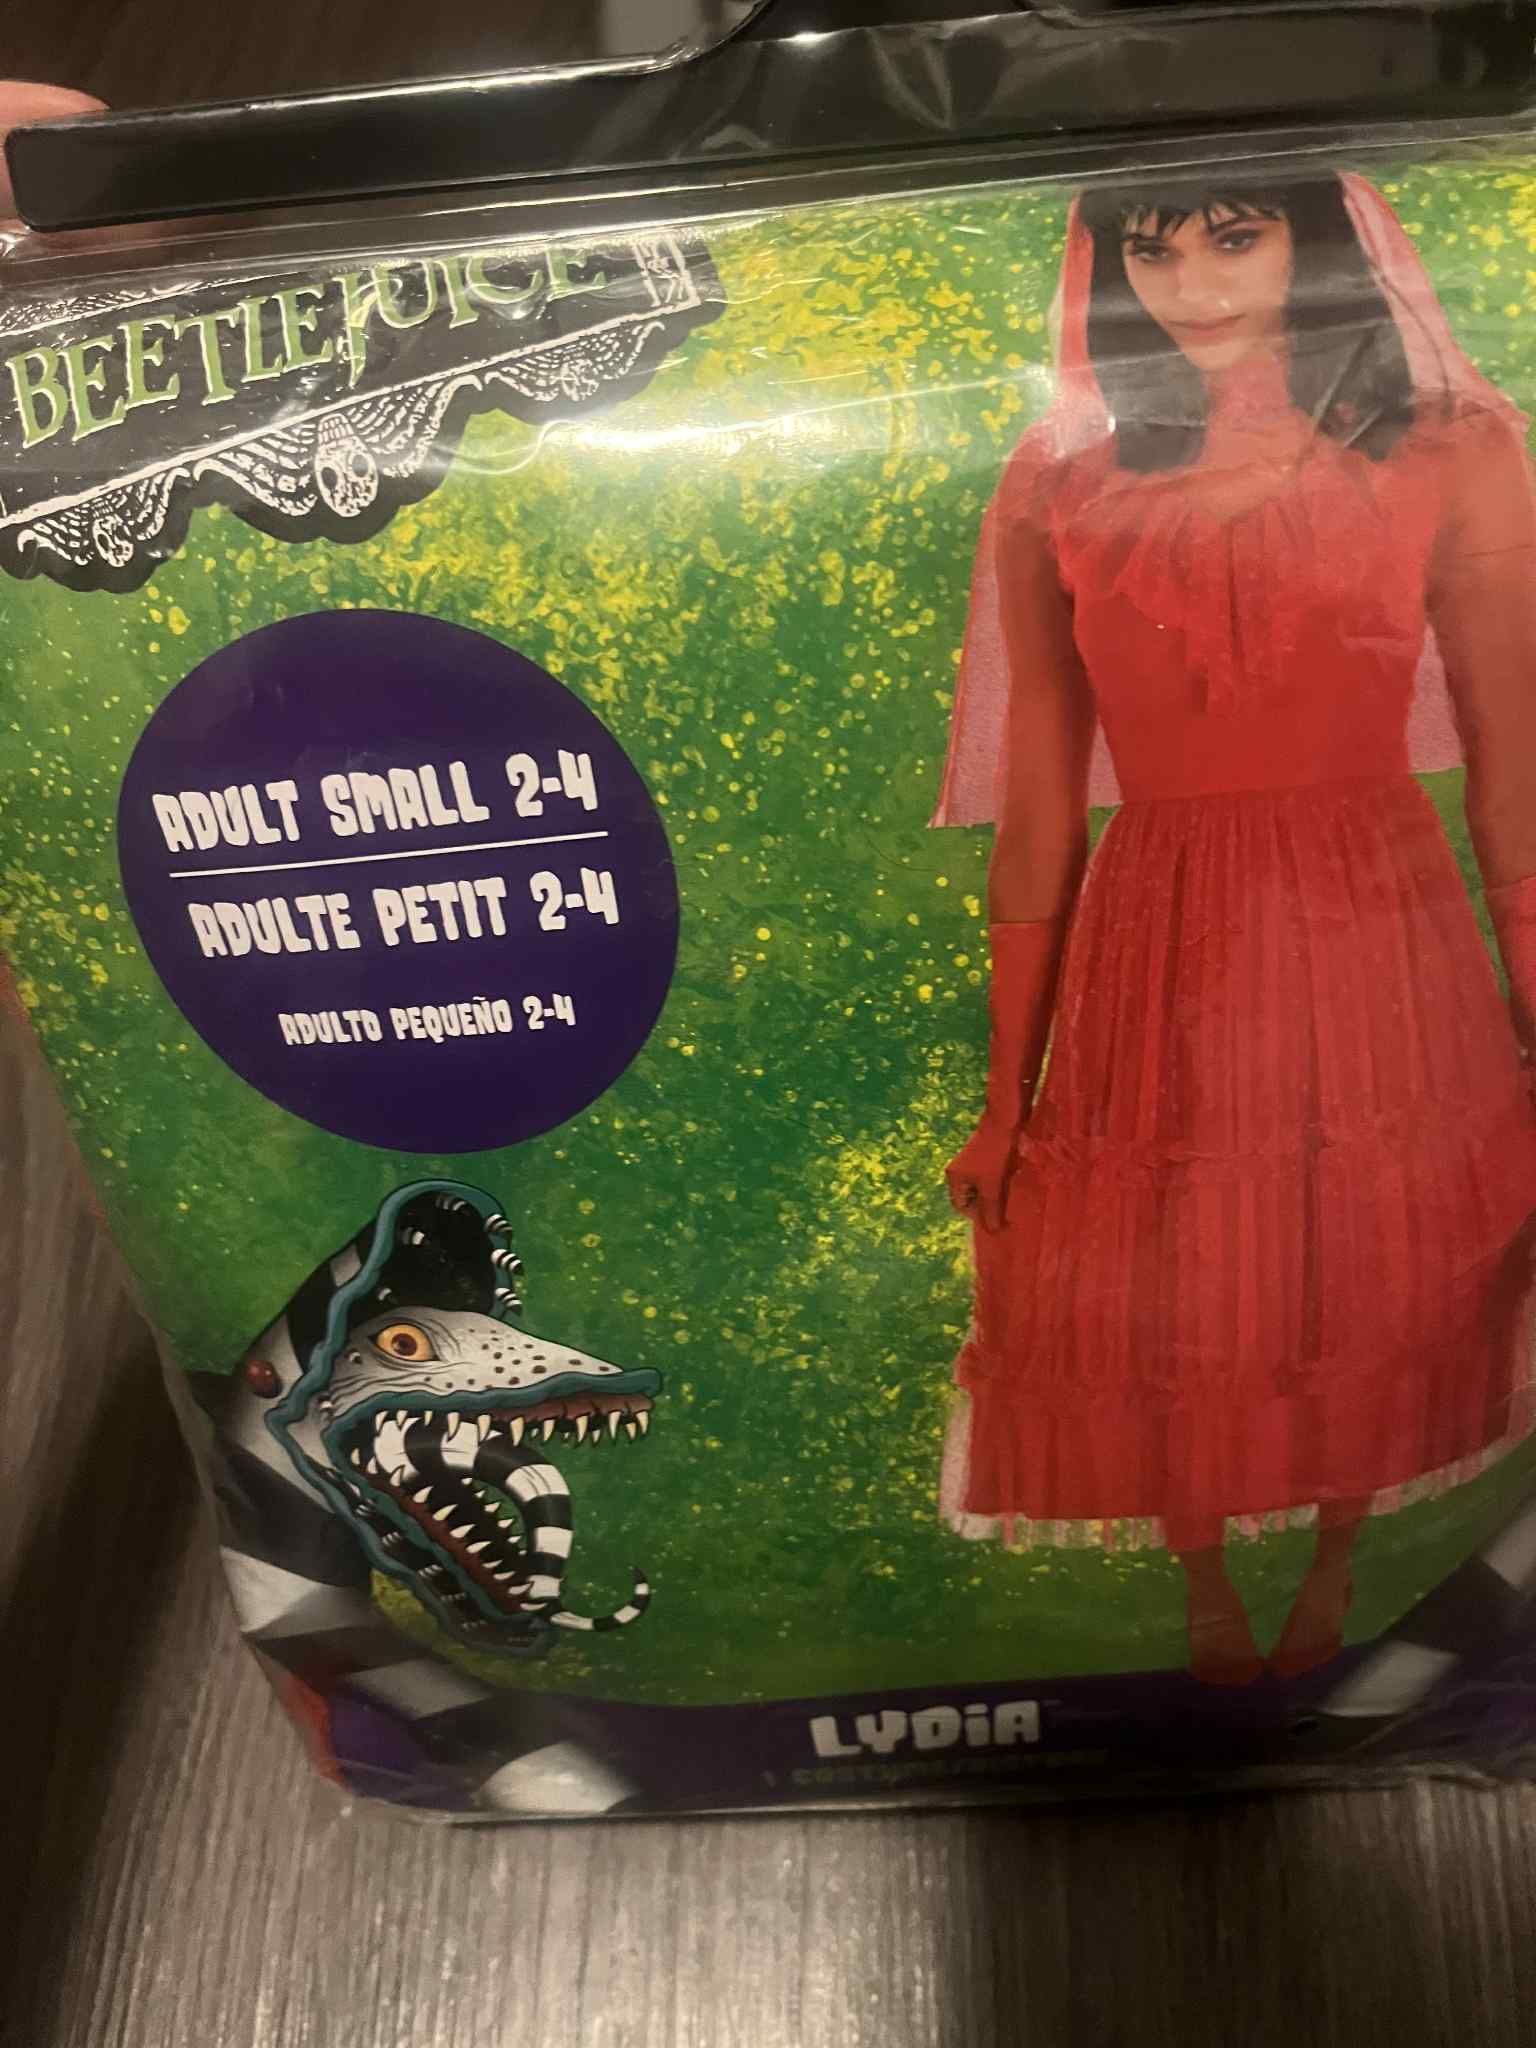 BEETLEJUICE
ADULT SMALL 2-4
ADULTE PETIT 2-4
ADULTO PEQUEÑO 2-4
LYDiA